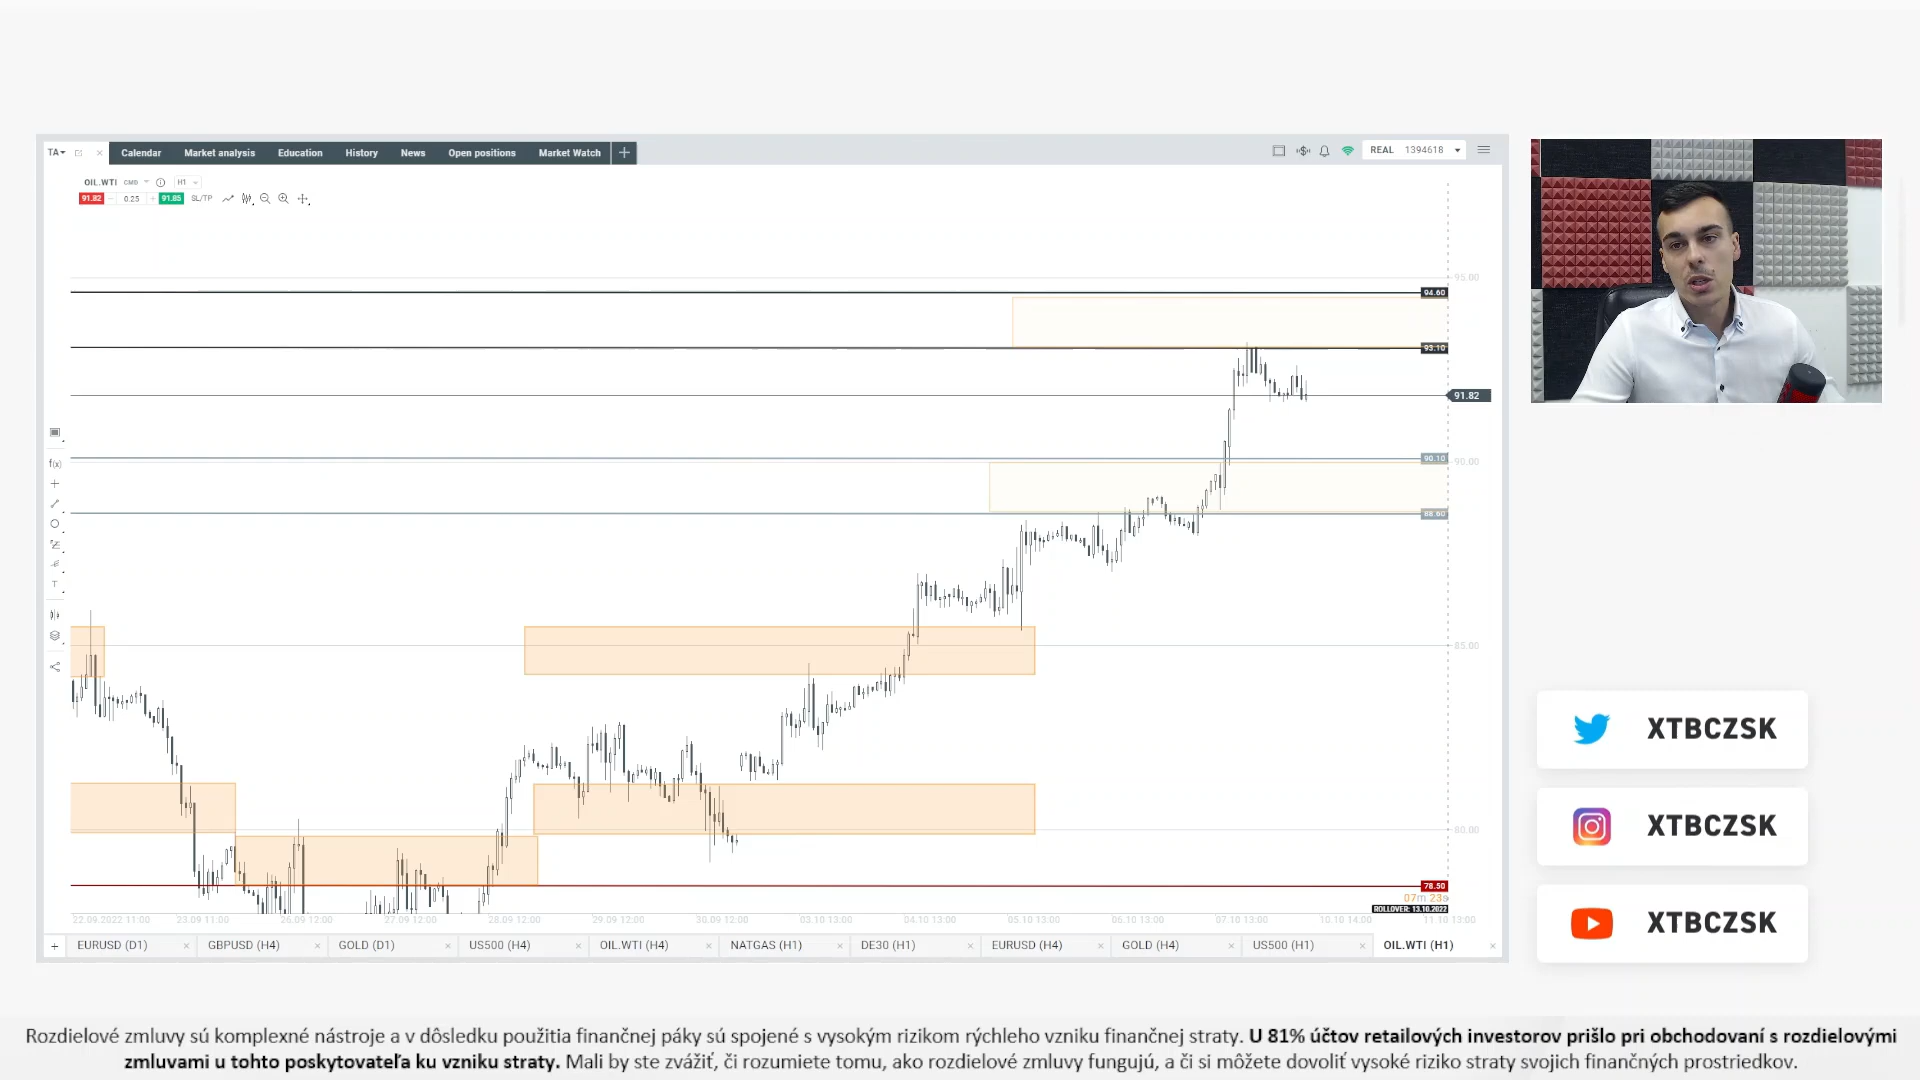 TA
Calendar
Market analysis
Education
History
News
Open positions
Market Watch
REAL 1394618
OIL.WTI CMD H1
91.82 0.25 91.85 SL/TP
95.00
94.60
93.10
91.82
90.10
90.00
88.60
85.00
80.00
78.50
07m 23s
ROLLOVER: 13.10.2022
f(x)
T
22.09.2022 11:00 23.09 11:00 26.09 12:00 27.09 12:00 28.09 12:00 29.09 12:00 30.09 12:00 03.10 13:00 04.10 13:00 05.10 13:00 06.10 13:00 07.10 13:00 10.10 14:00 11.10 13:00
EURUSD (D1) GBPUSD (H4) GOLD (D1) US500 (H4) OIL.WTI (H4) NATGAS (H1) DE30 (H1) EURUSD (H4) GOLD (H4) US500 (H1) OIL.WTI (H1)
XTBCZSK
XTBCZSK
XTBCZSK
Rozdielové zmluvy sú komplexné nástroje a v dôsledku použitia finančnej páky sú spojené s vysokým rizikom rýchleho vzniku finančnej straty. U 81% účtov retailových investorov prišlo pri obchodovaní s rozdielovými
zmluvami u tohto poskytovateľa ku vzniku straty. Mali by ste zvážiť, či rozumiete tomu, ako rozdielové zmluvy fungujú, a či si môžete dovoliť vysoké riziko straty svojich finančných prostriedkov.